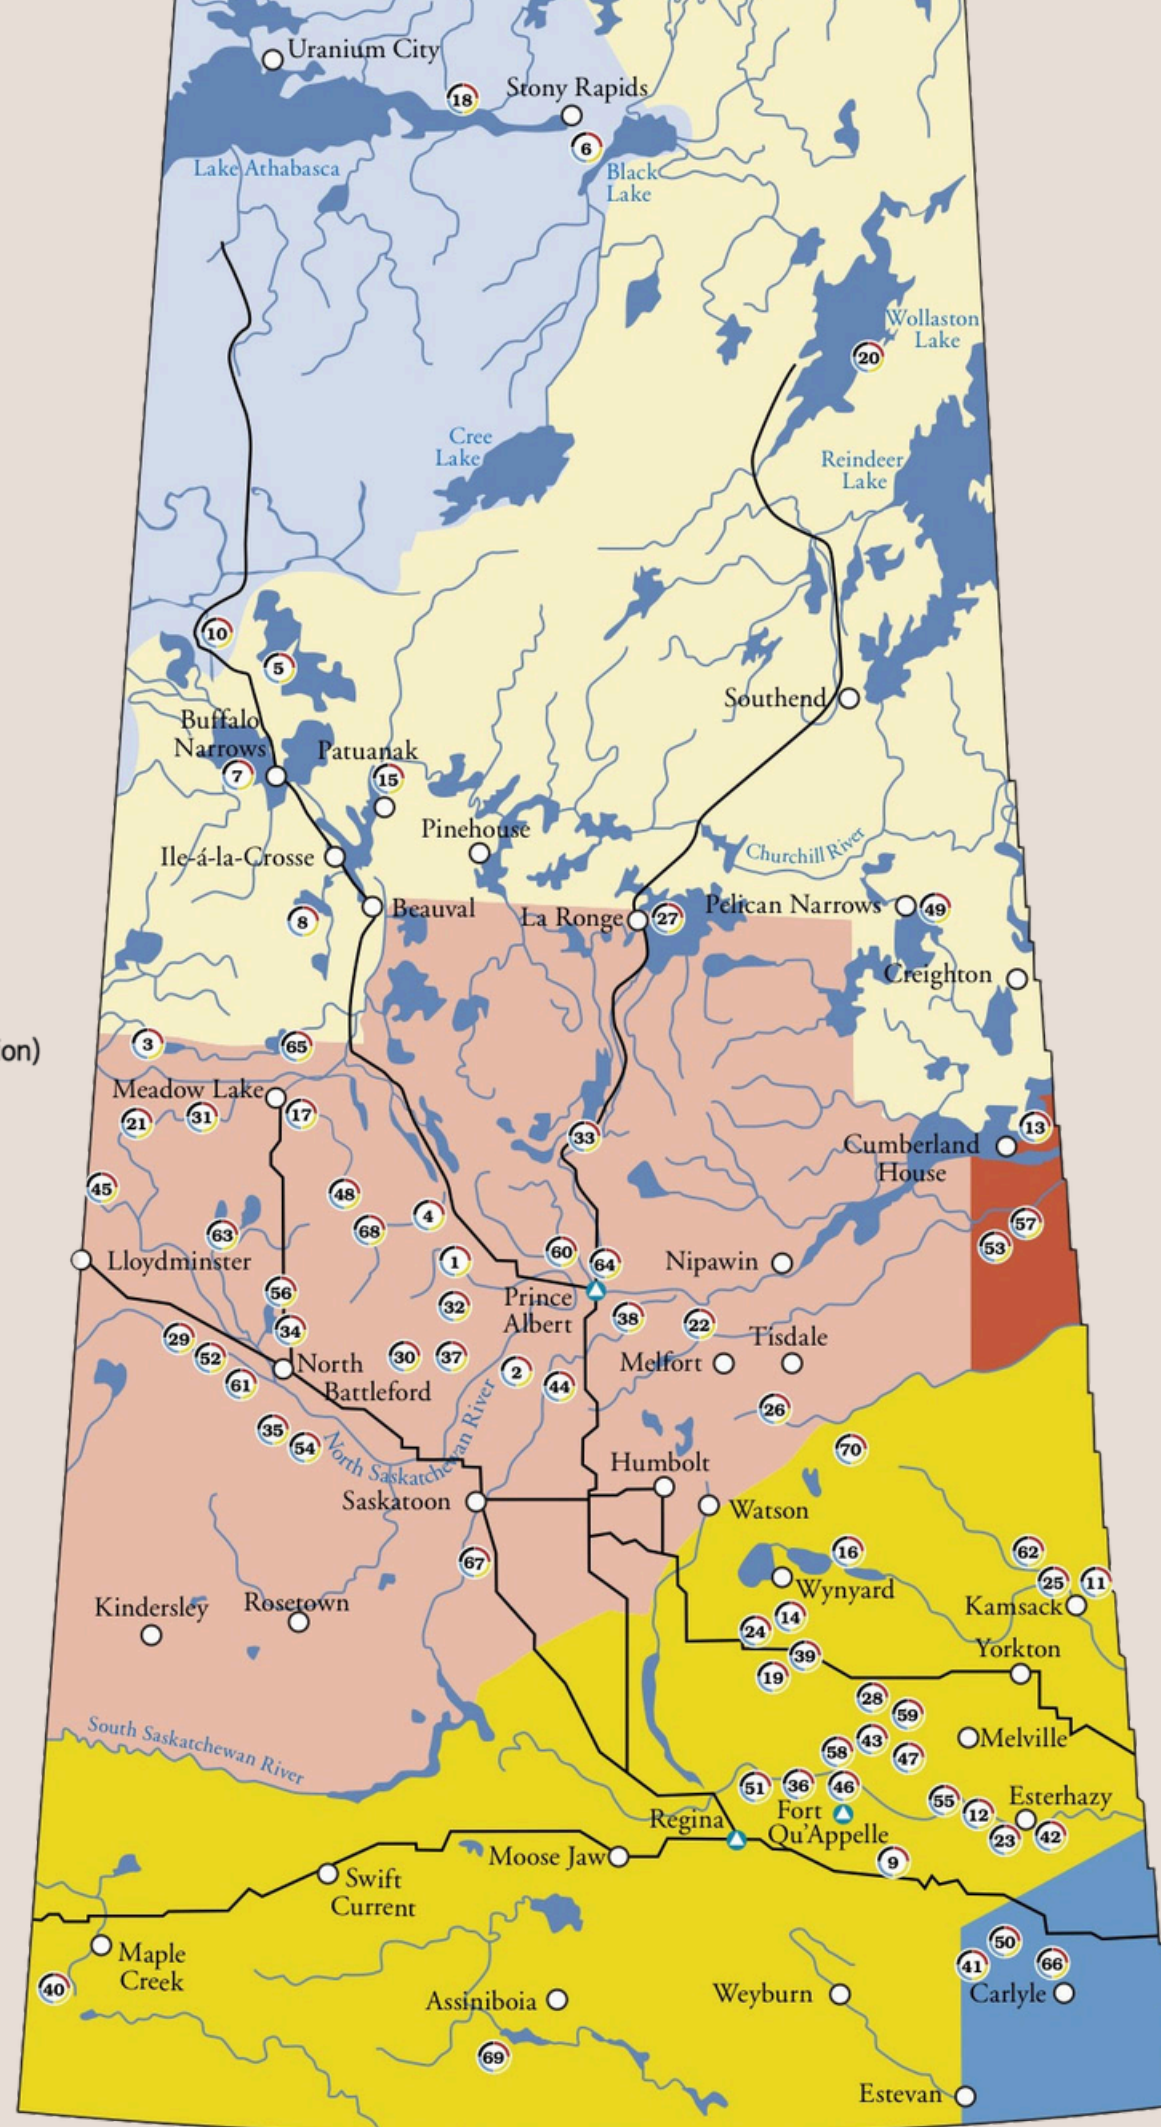 Uranium City
18
Stony Rapids
6
Lake Athabasca
Black
Lake
Wollaston
Lake
20
Cree
Lake
Reindeer
Lake
10
5
Southend
Buffalo
Narrows
7
Patuanak
15
Pinehouse
Churchill River
Ile-á-la-Crosse
8
Beauval
La Ronge
27
Pelican Narrows
49
Creighton
ion)
3
65
Meadow Lake
21
31
17
33
13
Cumberland
House
45
48
4
63
68
57
53
Lloydminster
1
60
64
Nipawin
56
32
Prince
Albert
38
22
29
34
52
North
Battleford
30
37
Tisdale
Melfort
61
2
44
35
54
26
North Saskatchewan River
70
Humbolt
Saskatoon
Watson
67
16
62
Wynyard
25
11
Kamsack
Kindersley
Rosetown
14
24
39
Yorkton
19
28
59
South Saskatchewan River
43
Melville
58
47
51
36
46
55
Esterhazy
12
Fort
Qu'Appelle
Regina
23
42
Moose Jaw
9
Swift
Current
50
Maple
Creek
41
66
40
Assiniboia
Weyburn
Carlyle
69
Estevan